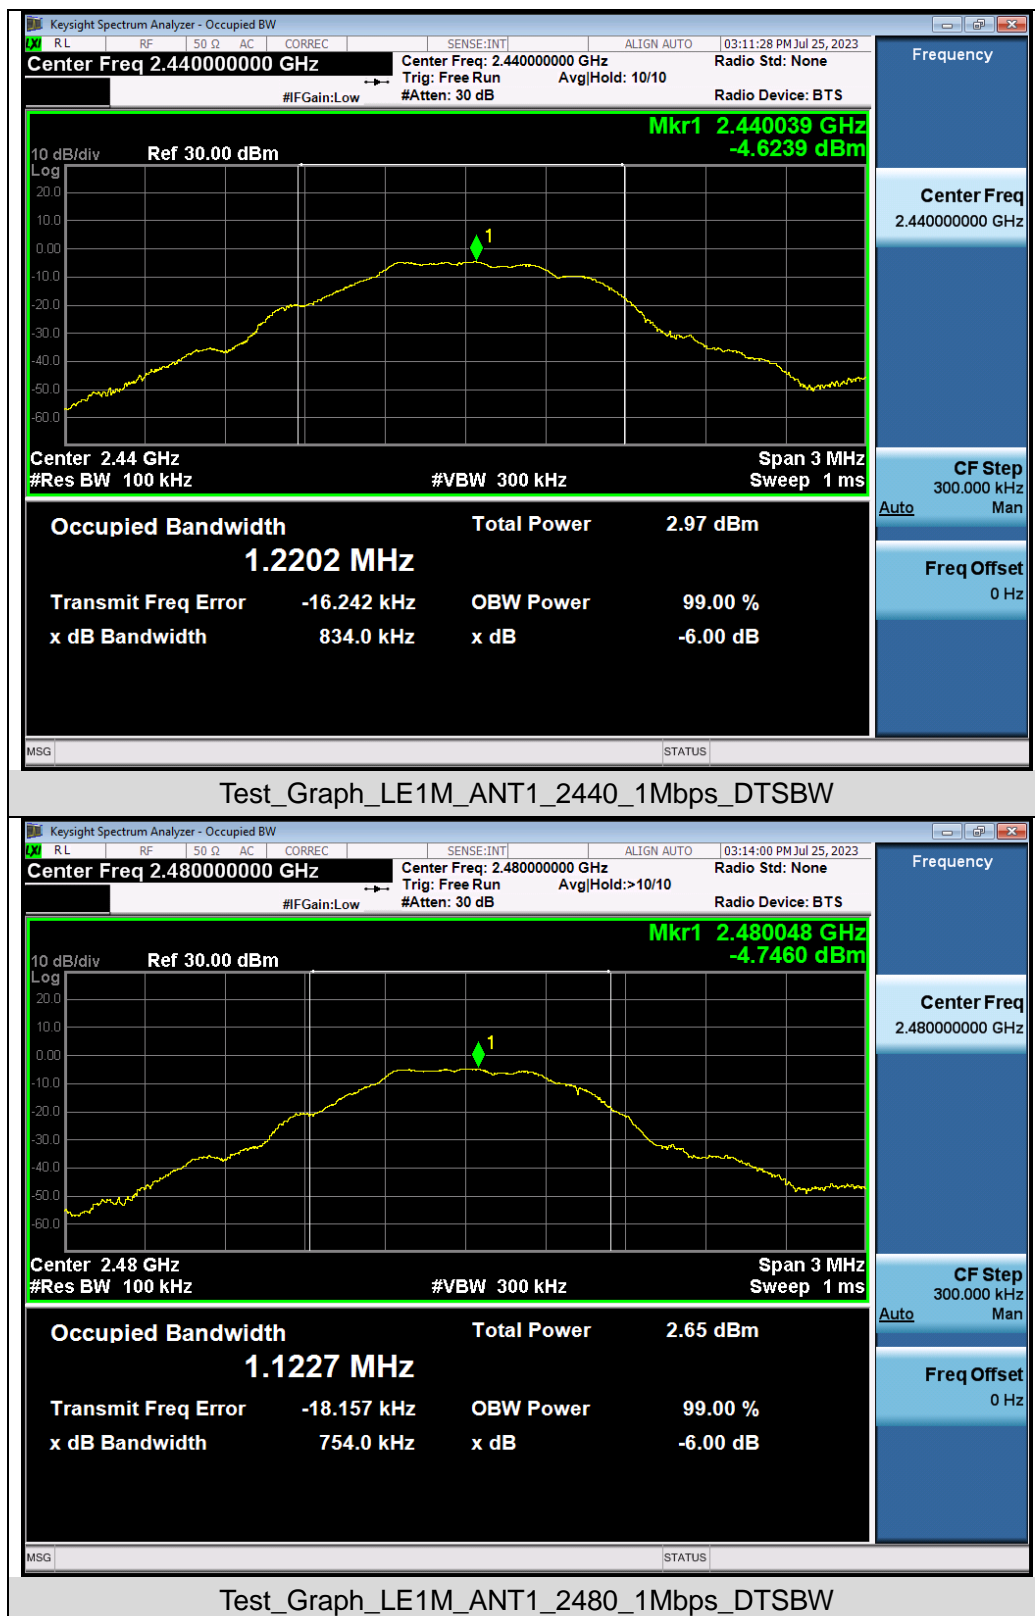 Keysight Spectrum Analyzer - Occupied BW
LXI RL RF 50 Ω AC CORREC SENSE:INT ALIGN AUTO 03:11:28 PM Jul 25, 2023
Center Freq 2.440000000 GHz
Center Freq: 2.440000000 GHz
Radio Std: None
Trig: Free Run
Avg|Hold: 10/10
#IFGain:Low
#Atten: 30 dB
Radio Device: BTS
Frequency
Mkr1 2.440039 GHz
-4.6239 dBm
10 dB/div
Ref 30.00 dBm
Log
20.0
10.0
0.00
-10.0
-20.0
-30.0
-40.0
-50.0
-60.0
1
Center 2.44 GHz
Span 3 MHz
#Res BW 100 kHz
#VBW 300 kHz
Sweep 1 ms
Center Freq
2.440000000 GHz
CF Step
300.000 kHz
Auto Man
Freq Offset
0 Hz
Occupied Bandwidth
1.2202 MHz
Total Power 2.97 dBm
Transmit Freq Error -16.242 kHz
OBW Power 99.00 %
x dB Bandwidth 834.0 kHz
x dB -6.00 dB
MSG
STATUS
Test_Graph_LE1M_ANT1_2440_1Mbps_DTSBW
Keysight Spectrum Analyzer - Occupied BW
LXI RL RF 50 Ω AC CORREC SENSE:INT ALIGN AUTO 03:14:00 PM Jul 25, 2023
Center Freq 2.480000000 GHz
Center Freq: 2.480000000 GHz
Radio Std: None
Trig: Free Run
Avg|Hold:>10/10
#IFGain:Low
#Atten: 30 dB
Radio Device: BTS
Frequency
Mkr1 2.480048 GHz
-4.7460 dBm
10 dB/div
Ref 30.00 dBm
Log
20.0
10.0
0.00
-10.0
-20.0
-30.0
-40.0
-50.0
-60.0
1
Center 2.48 GHz
Span 3 MHz
#Res BW 100 kHz
#VBW 300 kHz
Sweep 1 ms
Center Freq
2.480000000 GHz
CF Step
300.000 kHz
Auto Man
Freq Offset
0 Hz
Occupied Bandwidth
1.1227 MHz
Total Power 2.65 dBm
Transmit Freq Error -18.157 kHz
OBW Power 99.00 %
x dB Bandwidth 754.0 kHz
x dB -6.00 dB
MSG
STATUS
Test_Graph_LE1M_ANT1_2480_1Mbps_DTSBW